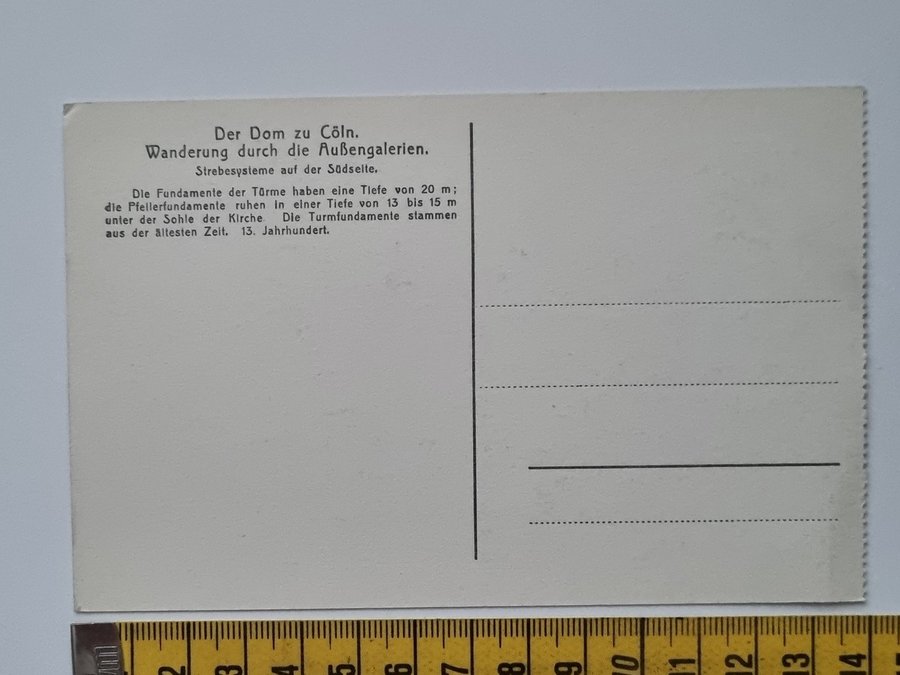 Der Dom zu Cöln.
Wanderung durch die Außengalerien.
Strebesysteme auf der Südseite.
Die Fundamente der Türme haben eine Tiefe von 20 m;
die Pfeilerfundamente ruhen in einer Tiefe von 13 bis 15 m
unter der Sohle der Kirche. Die Turmfundamente stammen
aus der ältesten Zeit. 13. Jahrhundert.
2 3 4 5 6 7 8 9 10 11 12 13 14